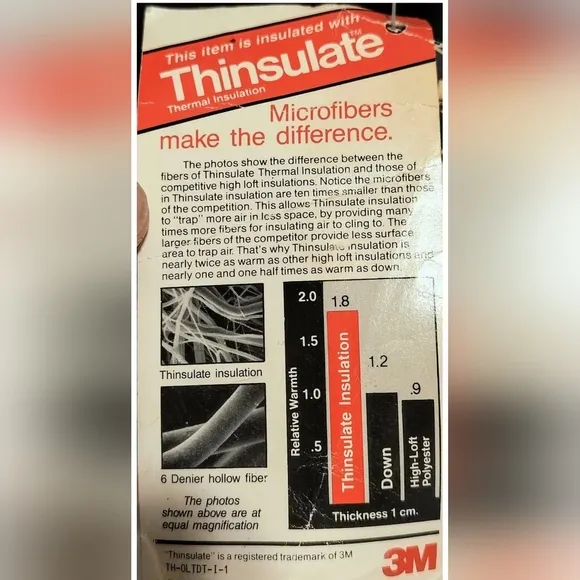 This item is insulated with
Thinsulate™
Thermal Insulation
Microfibers
make the difference.
The photos show the difference between the
fibers of Thinsulate Thermal Insulation and those of
competitive high loft insulations. Notice the microfibers
in Thinsulate insulation are ten times smaller than those
of the competition. This allows Thinsulate insulation
to "trap" more air in less space, by providing many
times more fibers for insulating air to cling to. The
larger fibers of the competitor provide less surface
area to trap air. That's why Thinsulate insulation is
nearly twice as warm as other high loft insulations and
nearly one and one half times as warm as down.
Thinsulate insulation
6 Denier hollow fiber
The photos
shown above are at
equal magnification
Relative Warmth
2.0
1.5
1.0
.5
1.8
Thinsulate Insulation
1.2
Down
.9
High-Loft
Polyester
Thickness 1 cm.
"Thinsulate" is a registered trademark of 3M
TH-OLTDT-I-1
3M